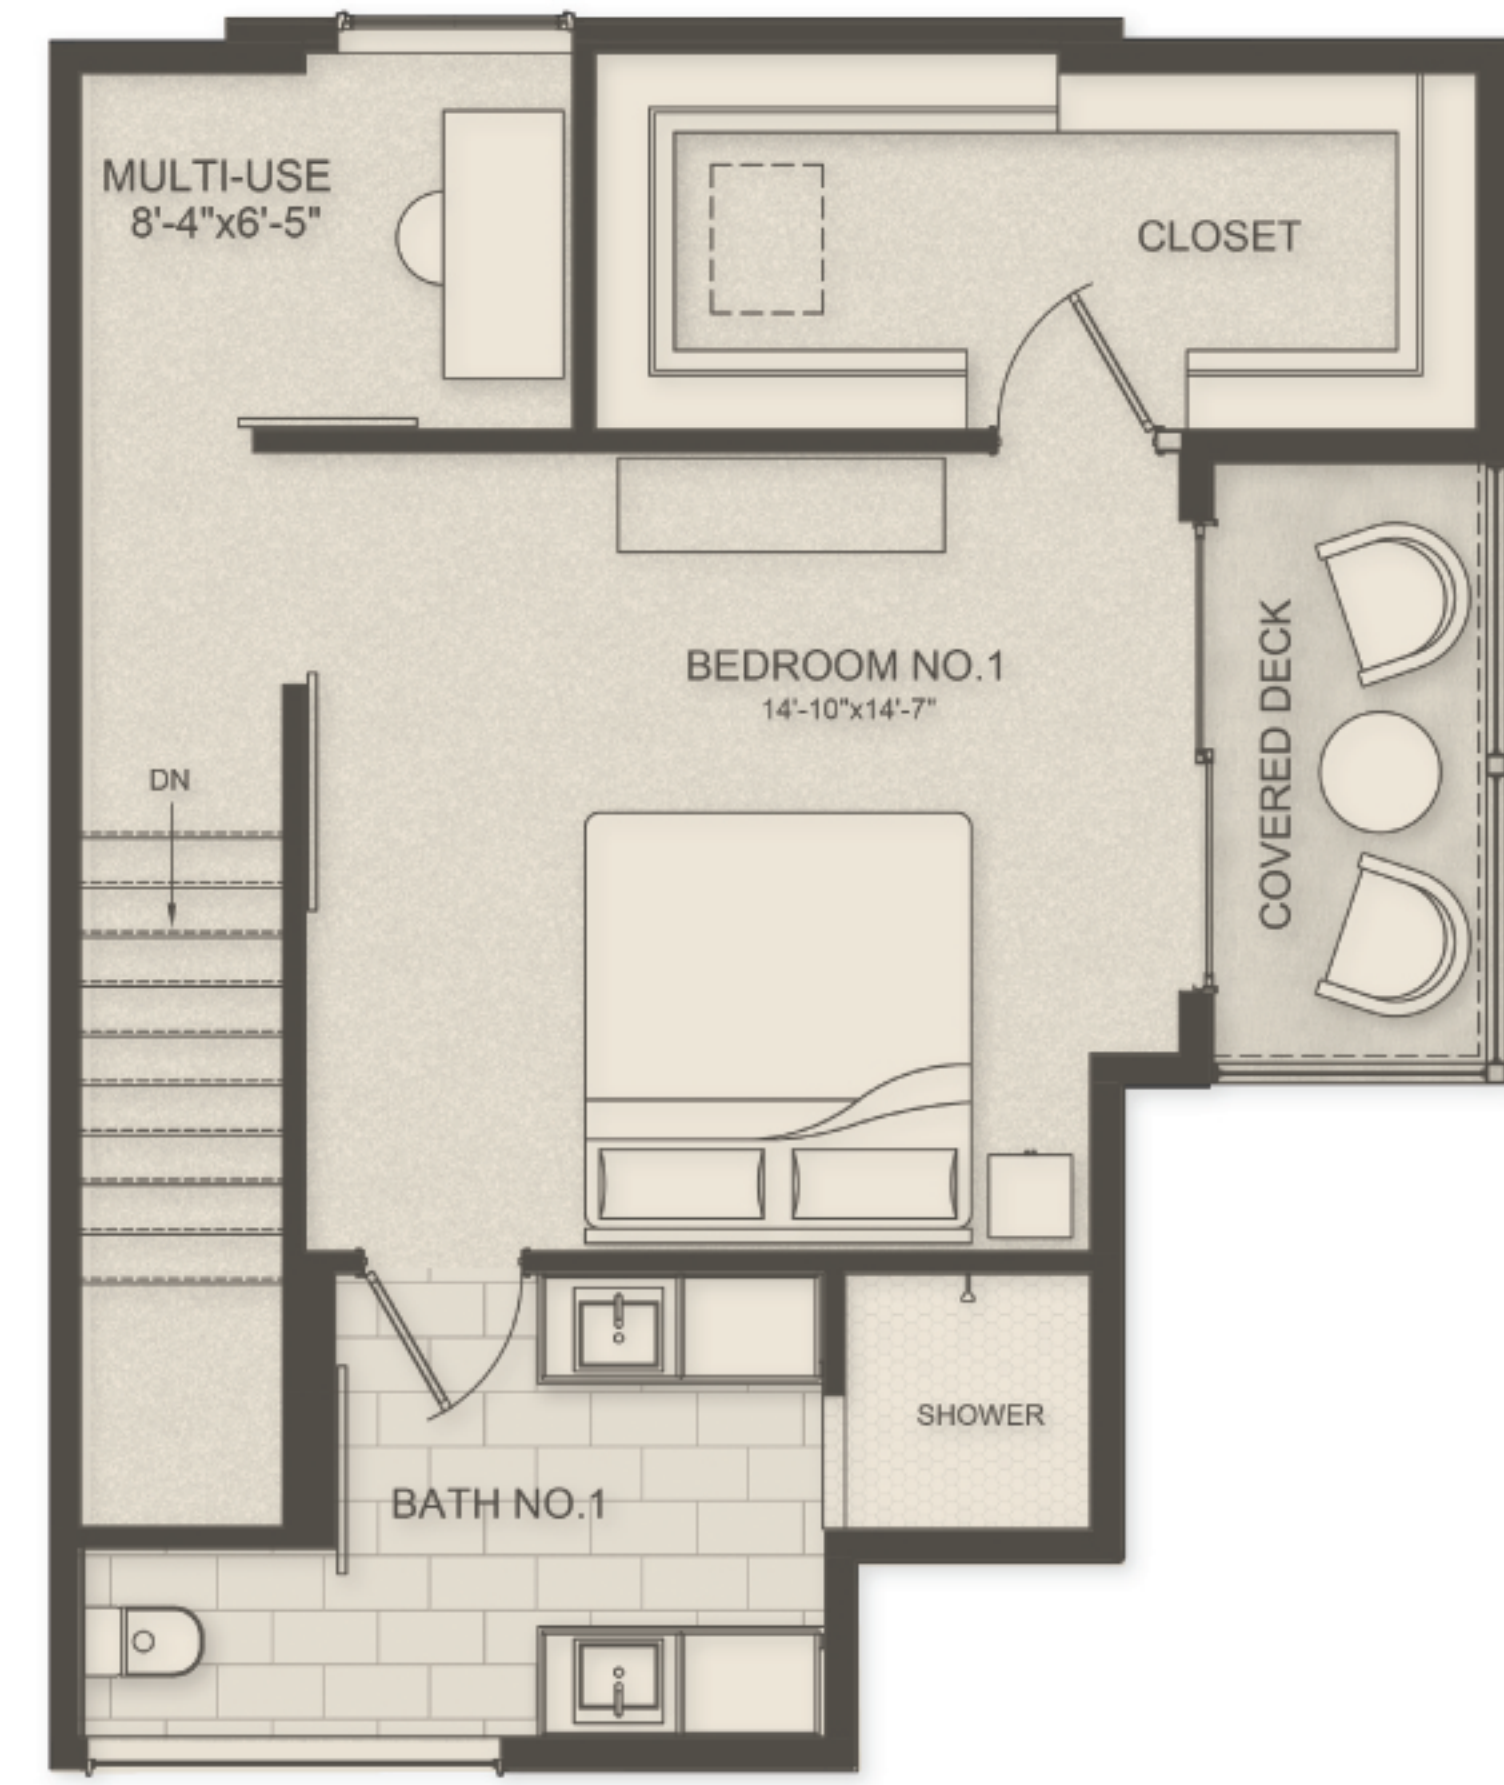 MULTI-USE
8'-4"x6'-5"
CLOSET
BEDROOM NO.1
14'-10"x14'-7"
COVERED DECK
DN
SHOWER
BATH NO.1